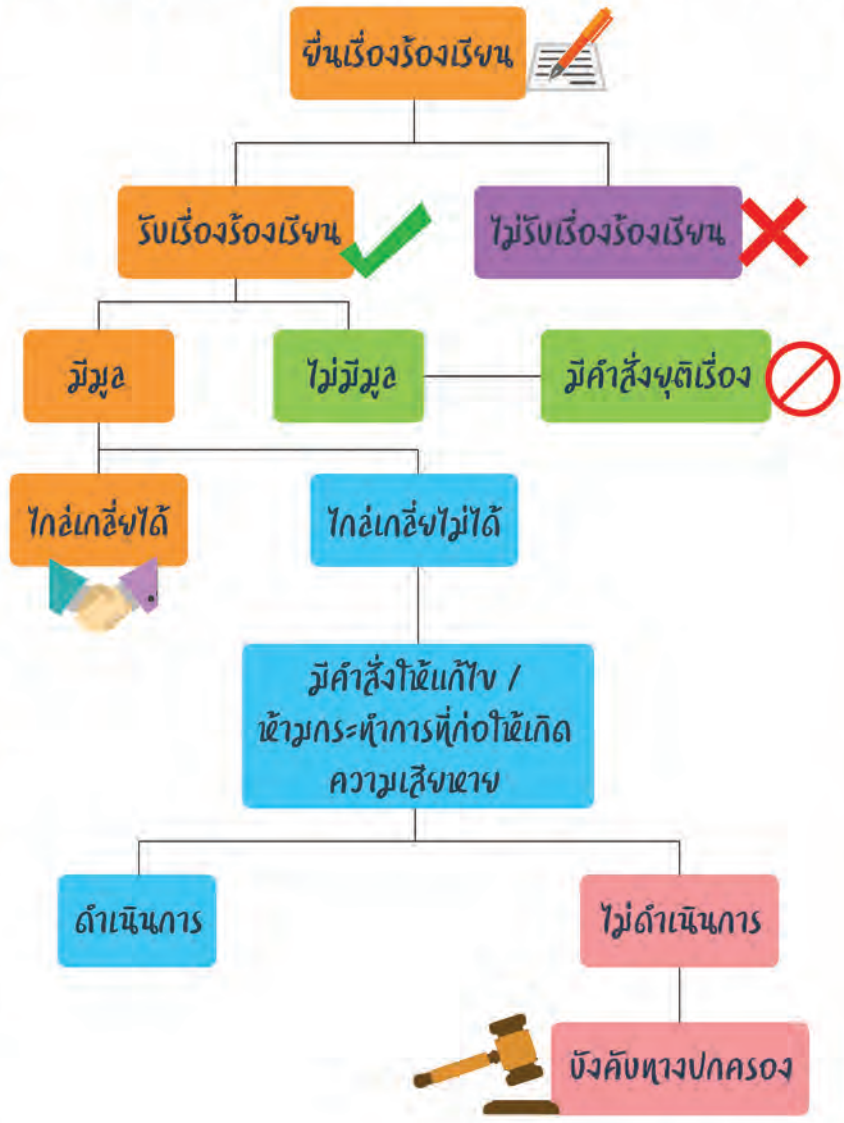 ยื่นเรื่องร้องเรียน
รับเรื่องร้องเรียน
ไม่รับเรื่องร้องเรียน
มีมูล
ไม่มีมูล
มีคำสั่งยุติเรื่อง
ไกล่เกลี่ยได้
ไกล่เกลี่ยไม่ได้
มีคำสั่งให้แก้ไข /
ห้ามกระทำการที่ก่อให้เกิด
ความเสียหาย
ดำเนินการ
ไม่ดำเนินการ
บังคับทางปกครอง